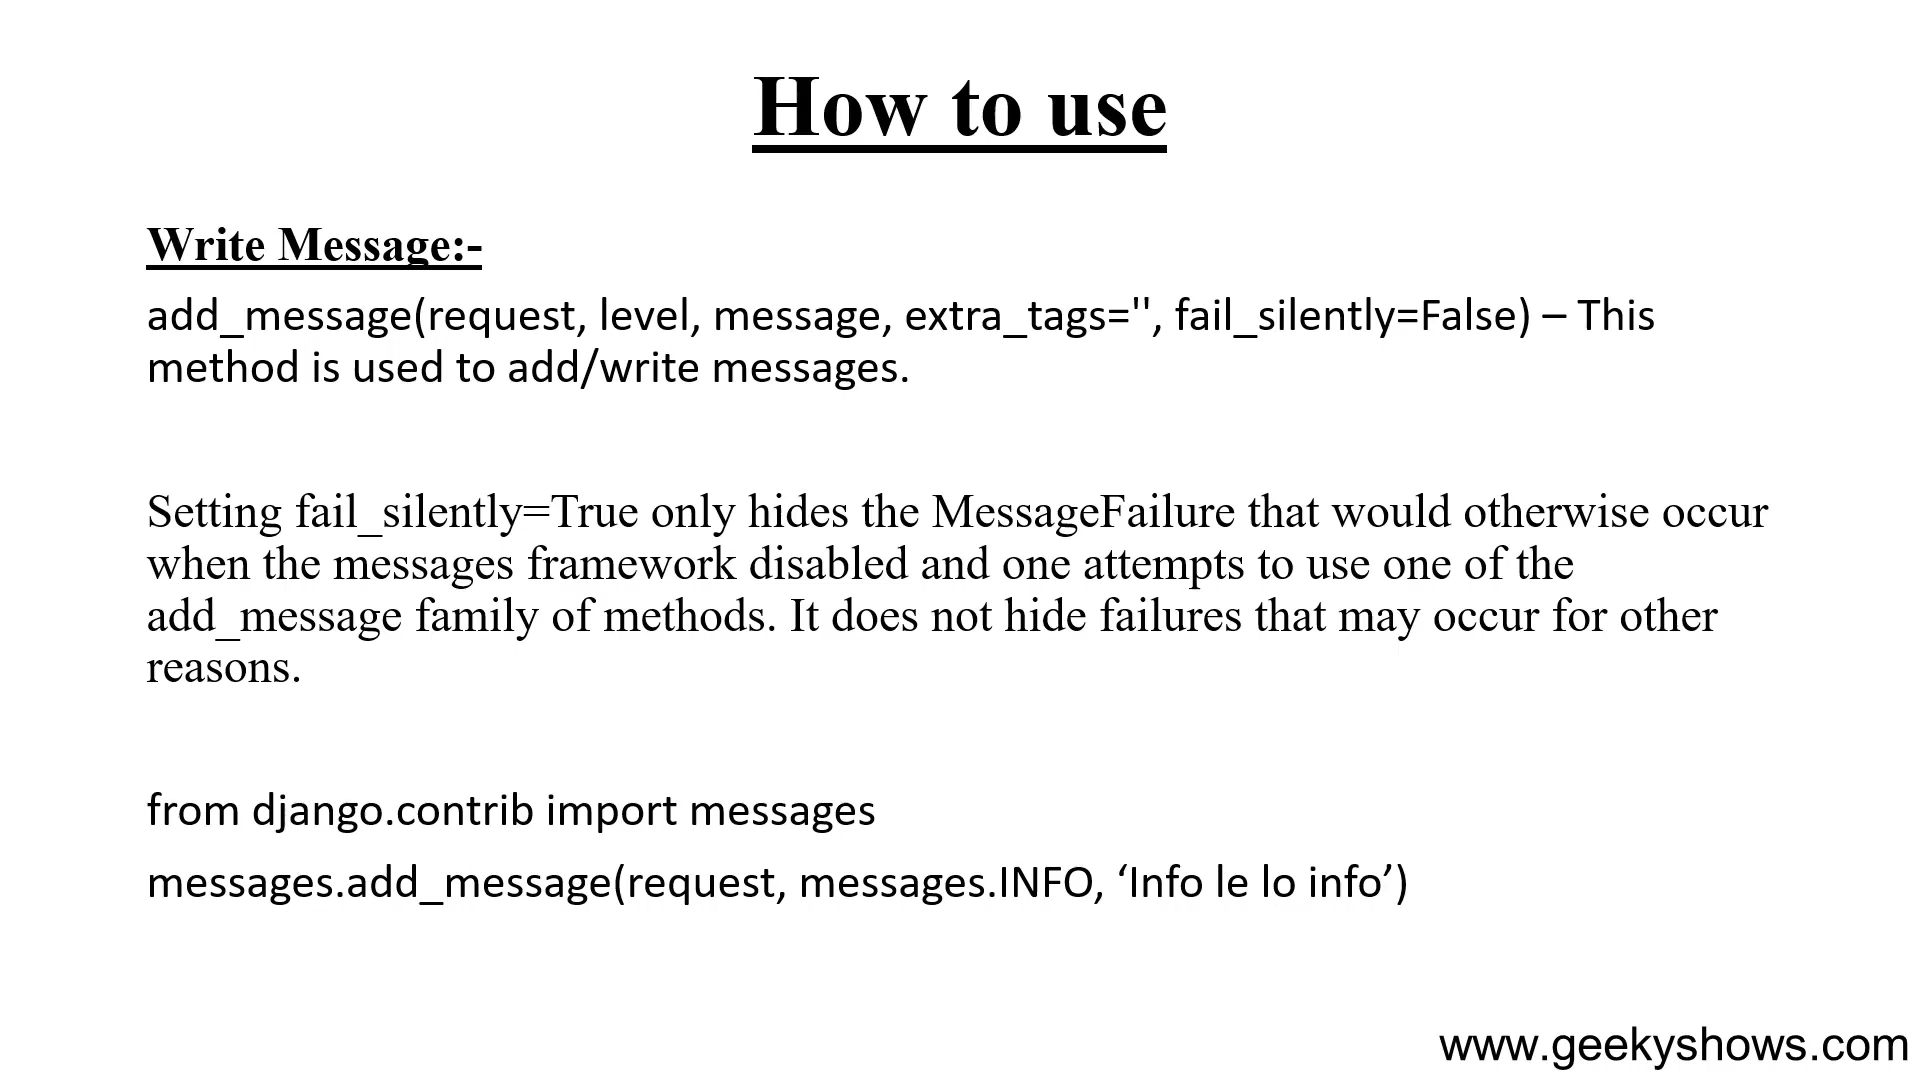 How to use
Write Message:-
add_message(request, level, message, extra_tags='', fail_silently=False) – This
method is used to add/write messages.
Setting fail_silently=True only hides the MessageFailure that would otherwise occur
when the messages framework disabled and one attempts to use one of the
add_message family of methods. It does not hide failures that may occur for other
reasons.
from django.contrib import messages
messages.add_message(request, messages.INFO, ‘Info le lo info’)
www.geekyshows.com